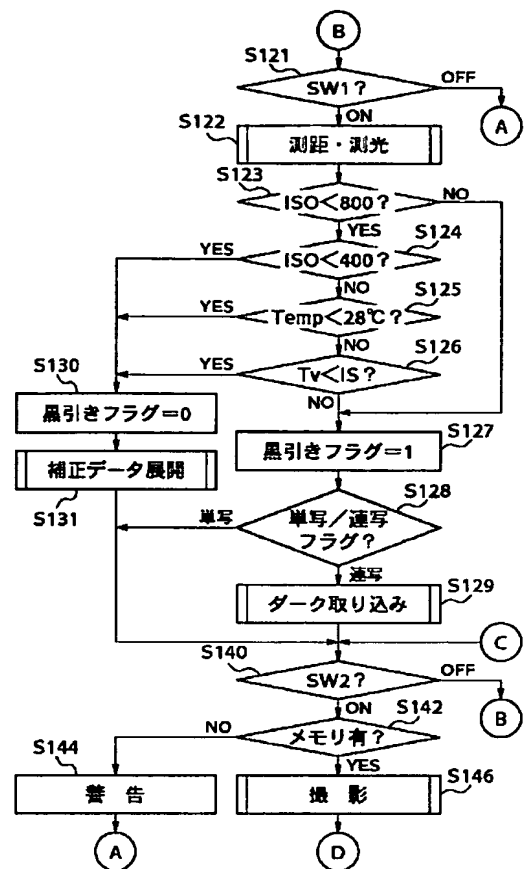 B
S121
SW1?
OFF
A
ON
S122
測距・測光
S123
ISO<800?
NO
YES
S124
YES
ISO<400?
NO
S125
YES
Temp<28℃?
NO
S126
YES
Tv<1S?
NO
S130
黒引きフラグ=0
S127
黒引きフラグ=1
補正データ展開
S131
S128
単写
単写/連写
フラグ?
連写
S129
ダーク取り込み
C
S140
SW2?
OFF
B
ON
S142
NO
メモリ有?
YES
S144
警 告
S146
撮 影
A
D